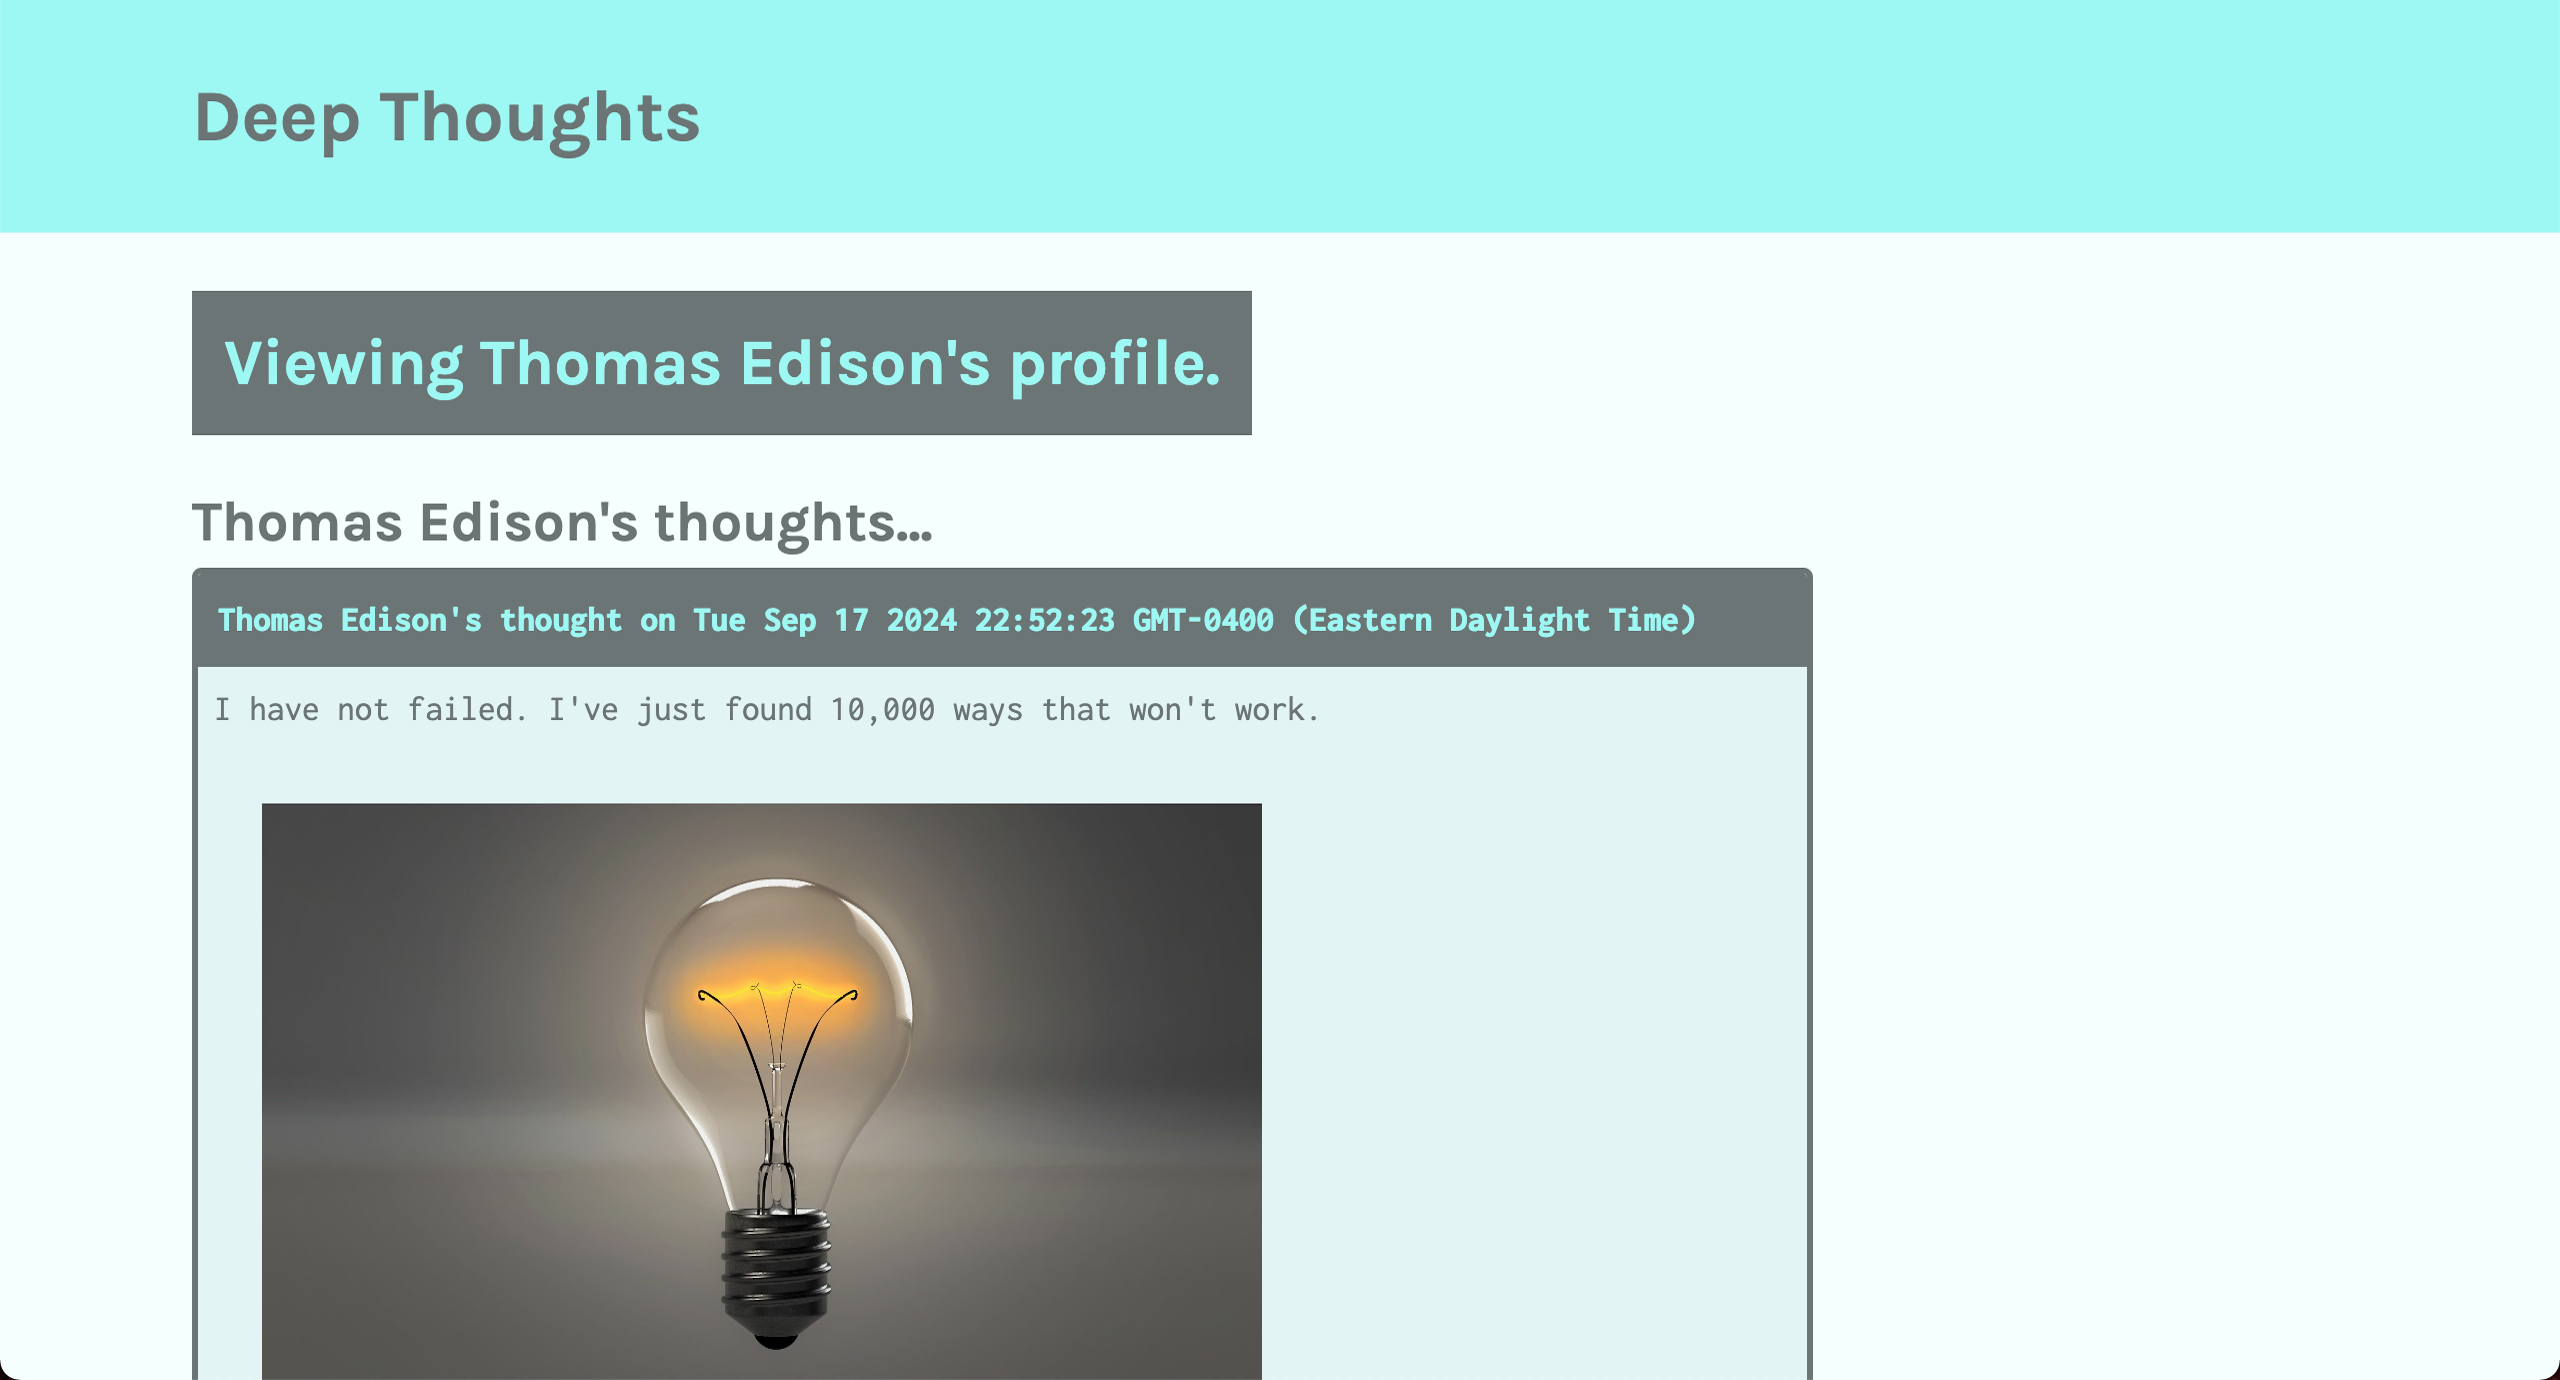 Deep Thoughts
Viewing Thomas Edison's profile.
Thomas Edison's thoughts...
Thomas Edison's thought on Tue Sep 17 2024 22:52:23 GMT-0400 (Eastern Daylight Time)
I have not failed. I've just found 10,000 ways that won't work.